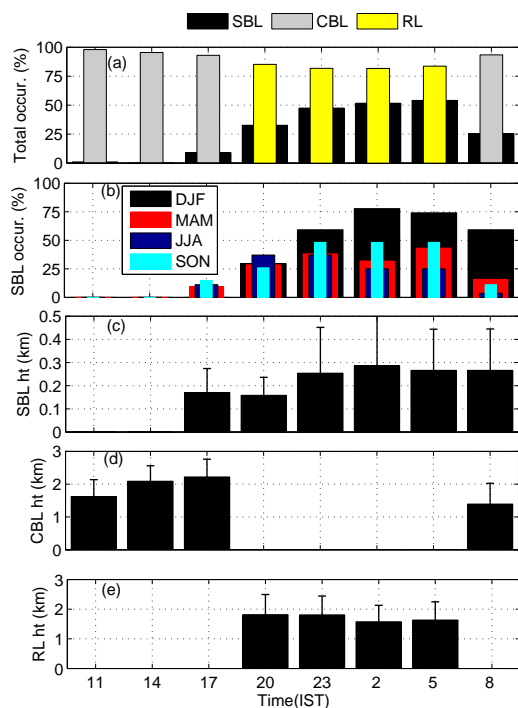 SBL CBL RL
(a)
Total occur. (%)
100
75
50
25
0
(b)
SBL occur. (%)
100
75
50
25
0
DJF
MAM
JJA
SON
(c)
SBL ht (km)
0.5
0.4
0.3
0.2
0.1
0
(d)
CBL ht (km)
3
2
1
0
(e)
RL ht (km)
3
2
1
0
11 14 17 20 23 2 5 8
Time(IST)